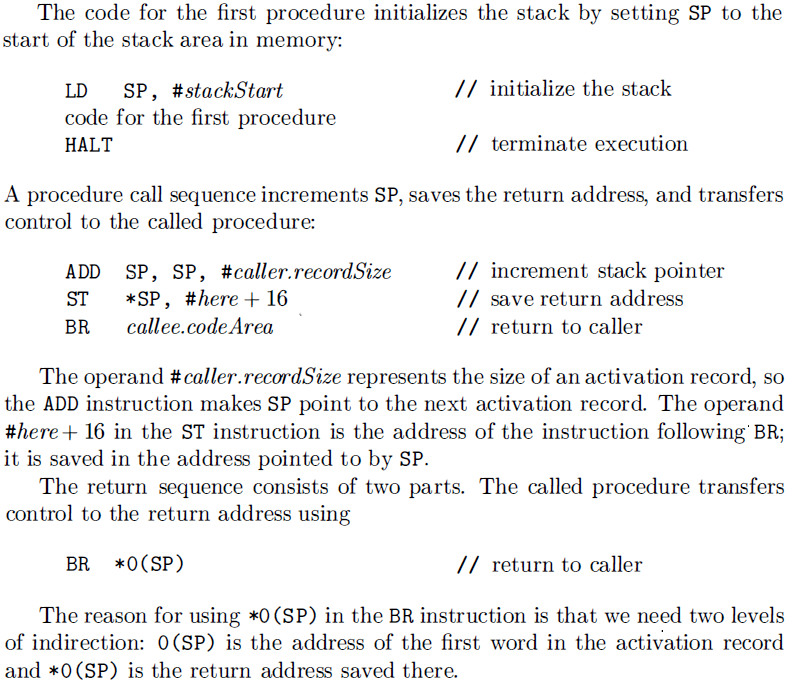 The code for the first procedure initializes the stack by setting SP to the
start of the stack area in memory:
LD SP, #stackStart // initialize the stack
code for the first procedure
HALT // terminate execution
A procedure call sequence increments SP, saves the return address, and transfers
control to the called procedure:
ADD SP, SP, #caller.recordSize // increment stack pointer
ST *SP, #here + 16 // save return address
BR callee.codeArea // return to caller
The operand #caller.recordSize represents the size of an activation record, so
the ADD instruction makes SP point to the next activation record. The operand
#here + 16 in the ST instruction is the address of the instruction following BR;
it is saved in the address pointed to by SP.
The return sequence consists of two parts. The called procedure transfers
control to the return address using
BR *0(SP) // return to caller
The reason for using *0(SP) in the BR instruction is that we need two levels
of indirection: 0(SP) is the address of the first word in the activation record
and *0(SP) is the return address saved there.